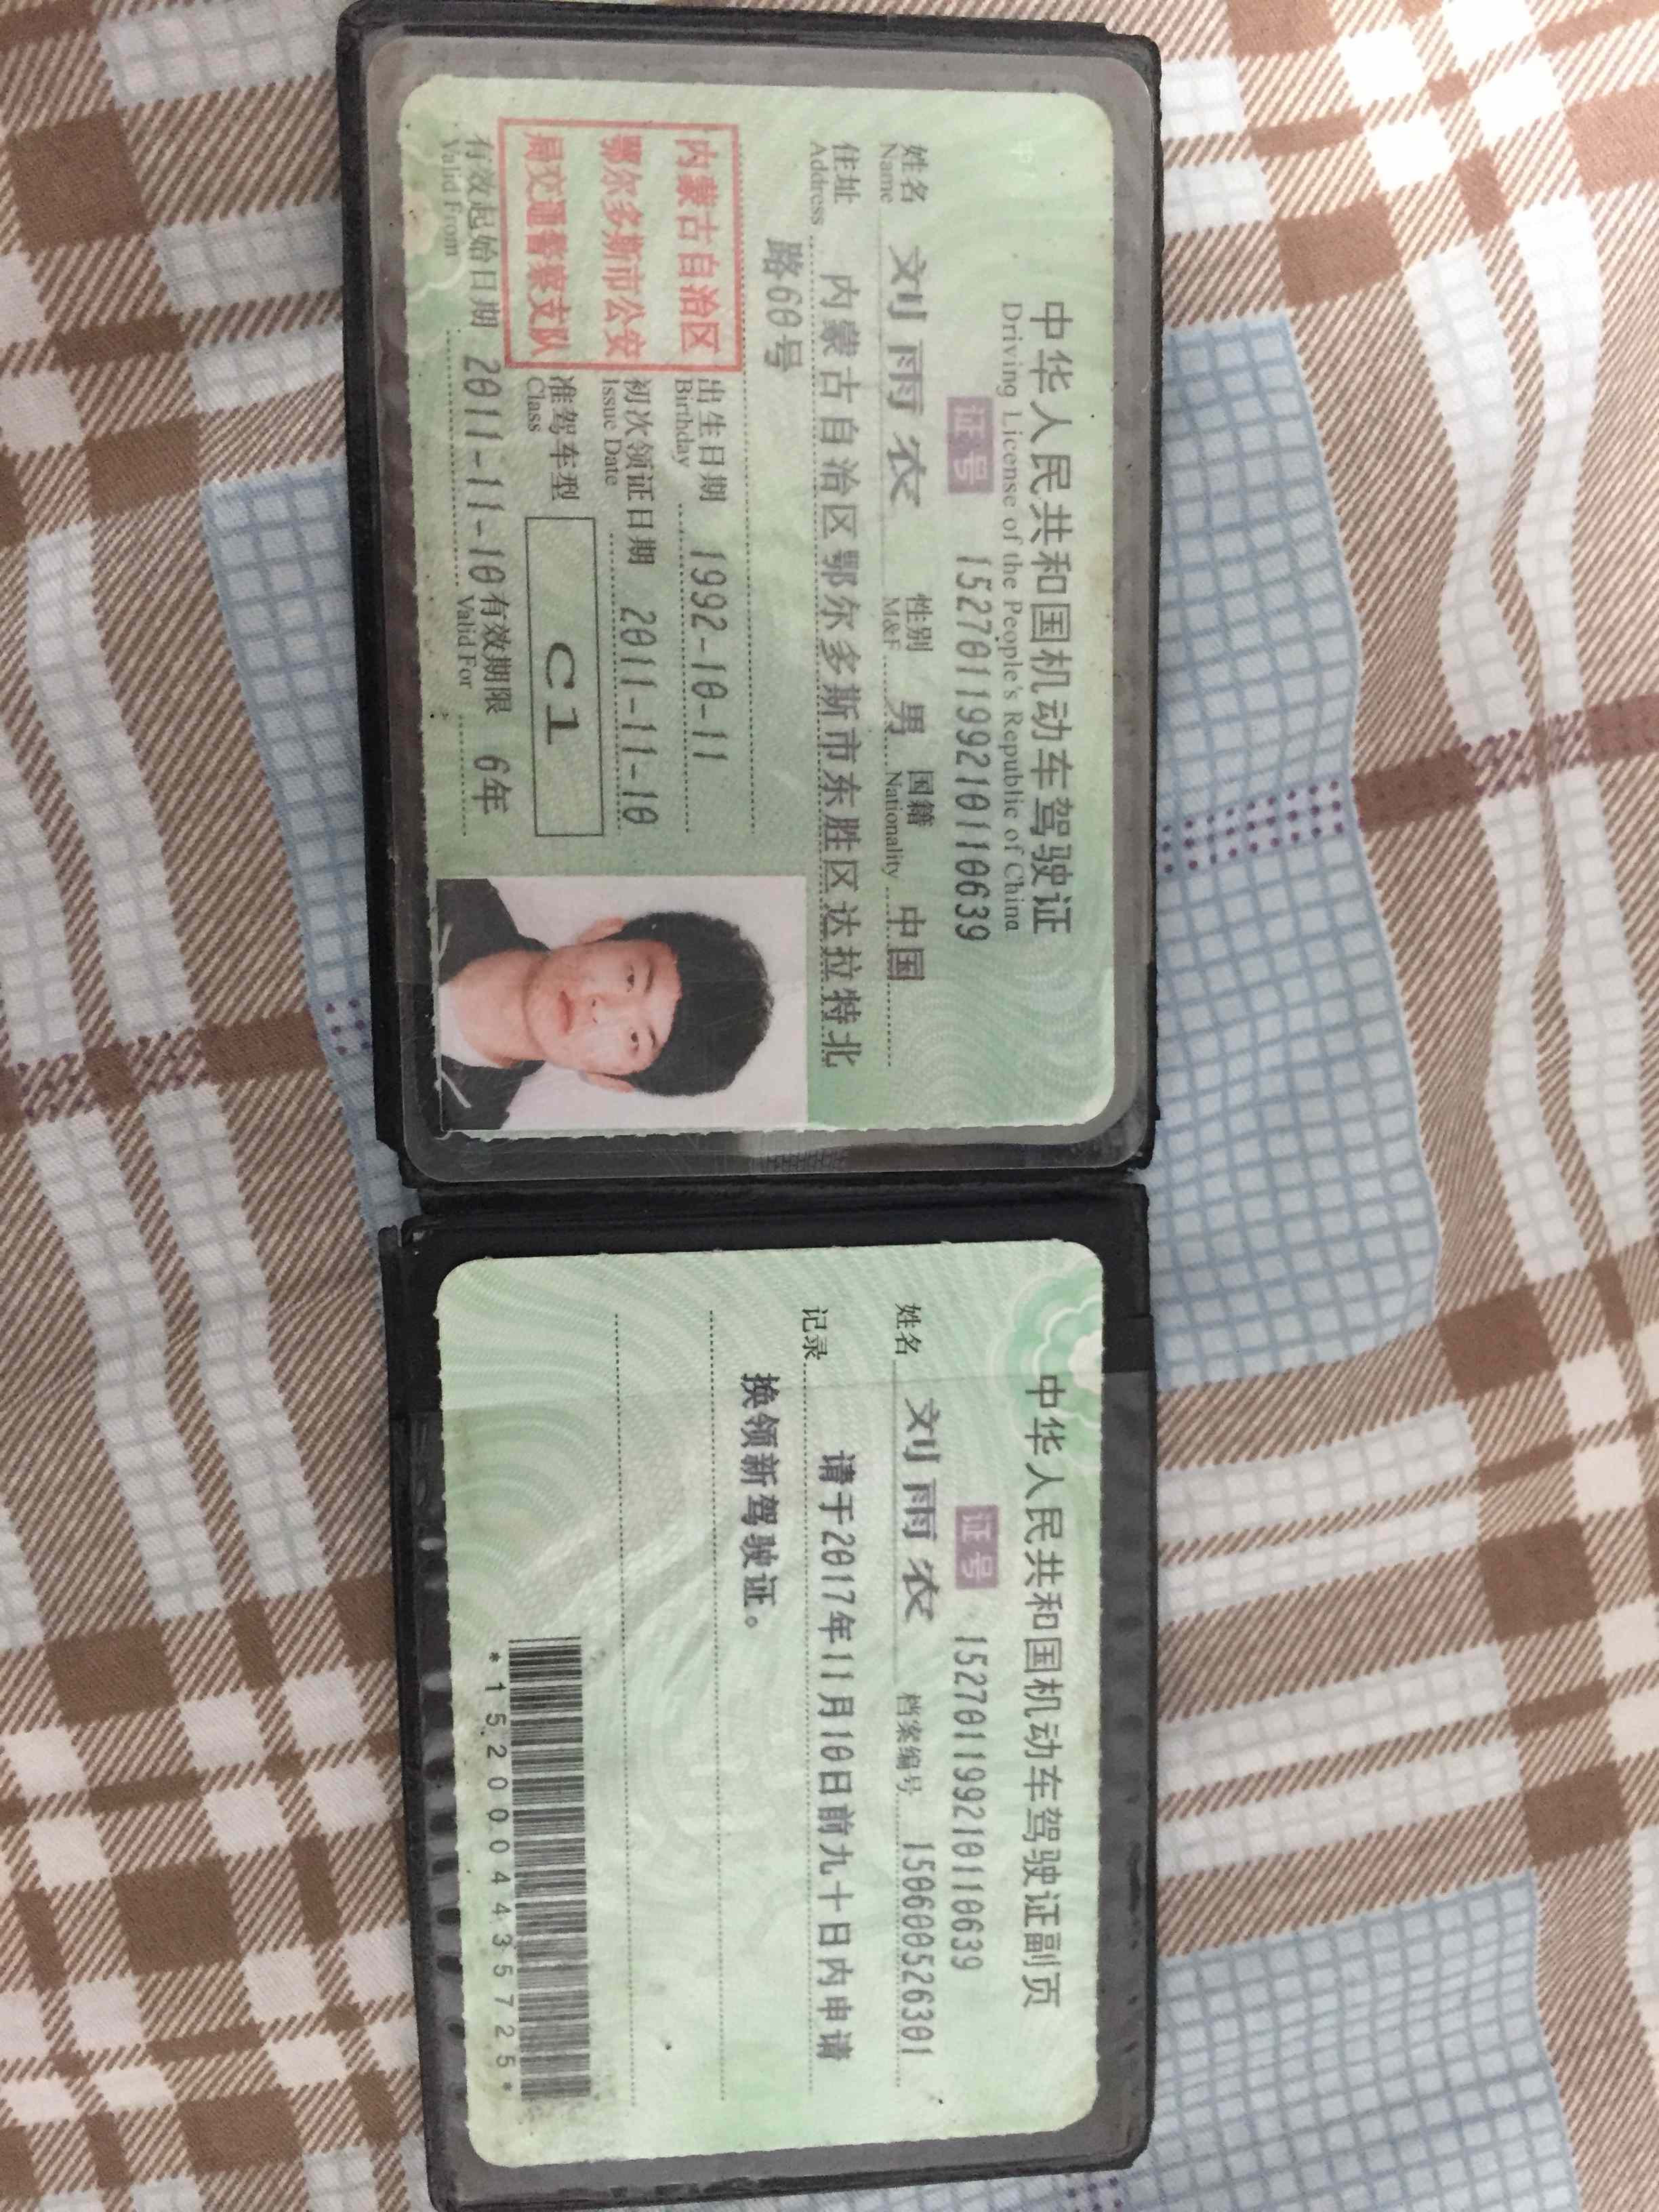 中华人民共和国机动车驾驶证
Driving License of the People's Republic of China
证号 152701199210110639
姓名 刘雨农 性别 男 国籍 中国
Name M&F Nationality
住址 内蒙古自治区鄂尔多斯市东胜区达拉特北
Address
路60号
内蒙古自治区
鄂尔多斯市公安
局交通警察支队
出生日期 1992-10-11
Birthday
初次领证日期 2011-11-10
Issue Date
准驾车型 C1
Class
有效起始日期 2011-11-10 有效期限 6年
Valid From Valid For
中华人民共和国机动车驾驶证副页
证号 152701199210110639
姓名 刘雨农 档案编号 150600526301
记录 请于2017年11月10日前九十日内申请
换领新驾驶证。
*1520004435725*